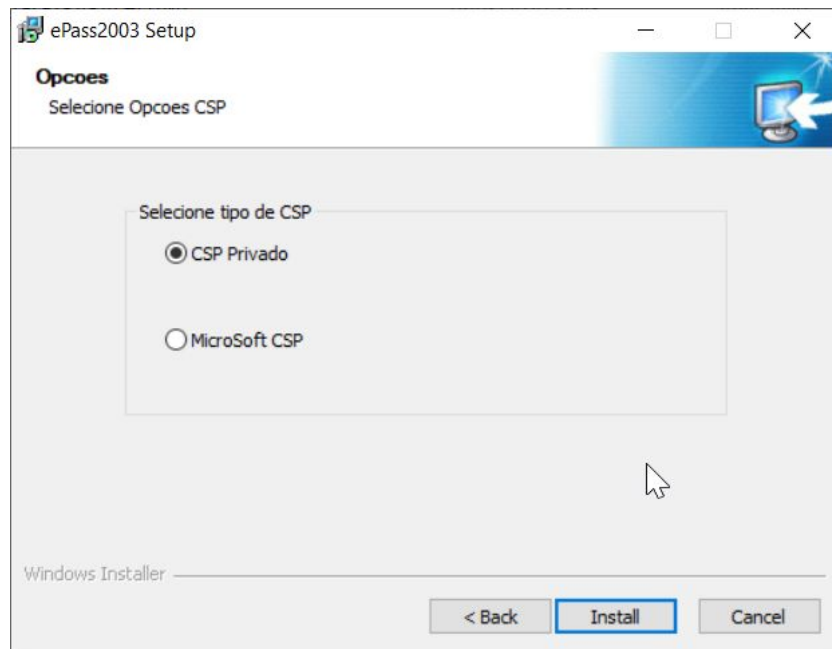 ePass2003 Setup
Opcoes
Selecione Opcoes CSP
Selecione tipo de CSP
CSP Privado
MicroSoft CSP
Windows Installer
< Back
Install
Cancel